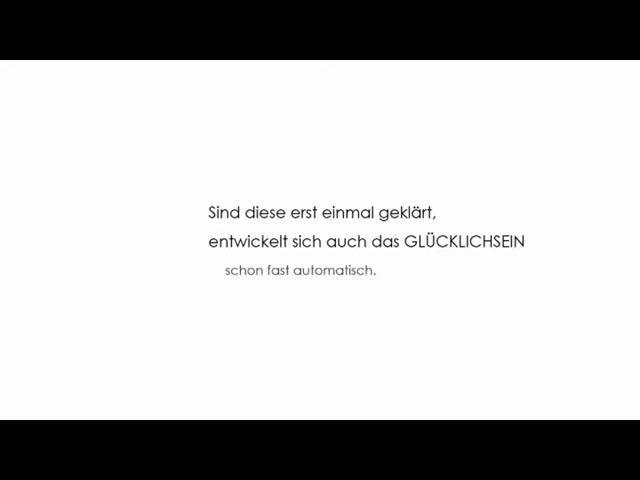 Sind diese erst einmal geklärt,
entwickelt sich auch das GLÜCKLICHSEIN
schon fast automatisch.